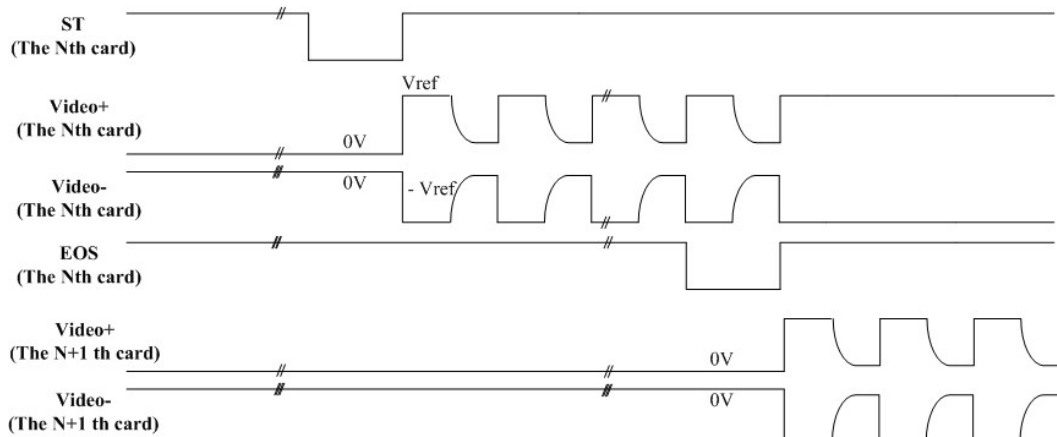 ST
(The Nth card)
Vref
Video+
(The Nth card)
0V
Video-
(The Nth card)
0V
- Vref
EOS
(The Nth card)
Video+
(The N+1 th card)
0V
Video-
(The N+1 th card)
0V